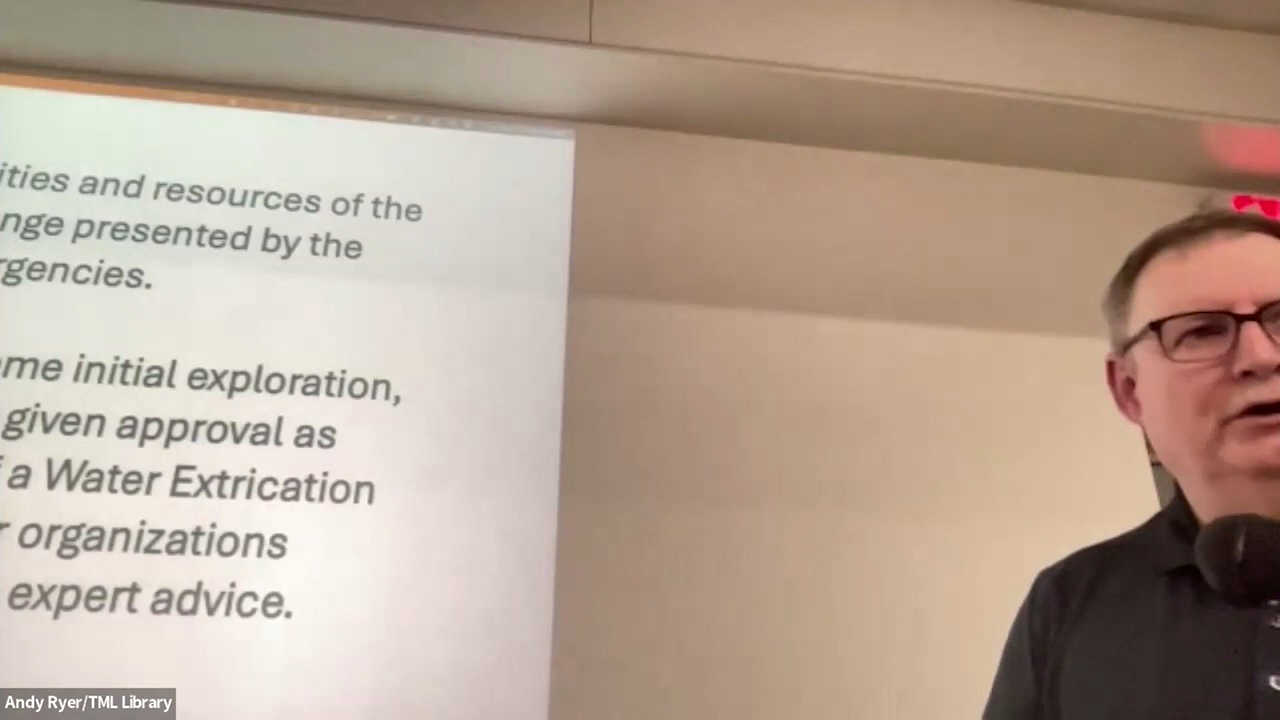 ities and resources of the
nge presented by the
rgencies.
me initial exploration,
given approval as
a Water Extrication
r organizations
expert advice.
Andy Ryer/TML Library